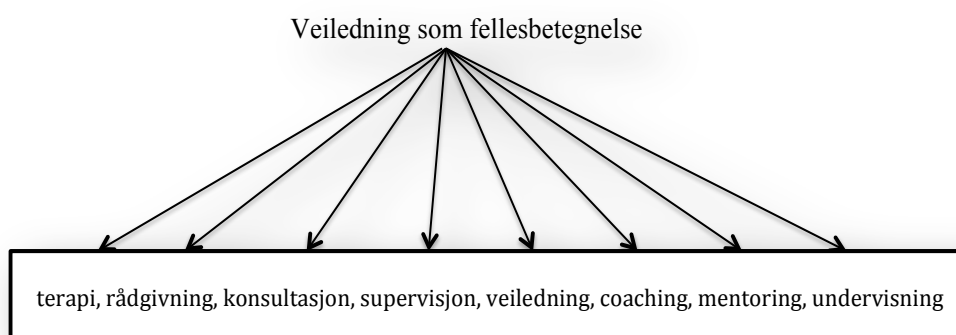 Veiledning som fellesbetegnelse
terapi, rådgivning, konsultasjon, supervisjon, veiledning, coaching, mentoring, undervisning